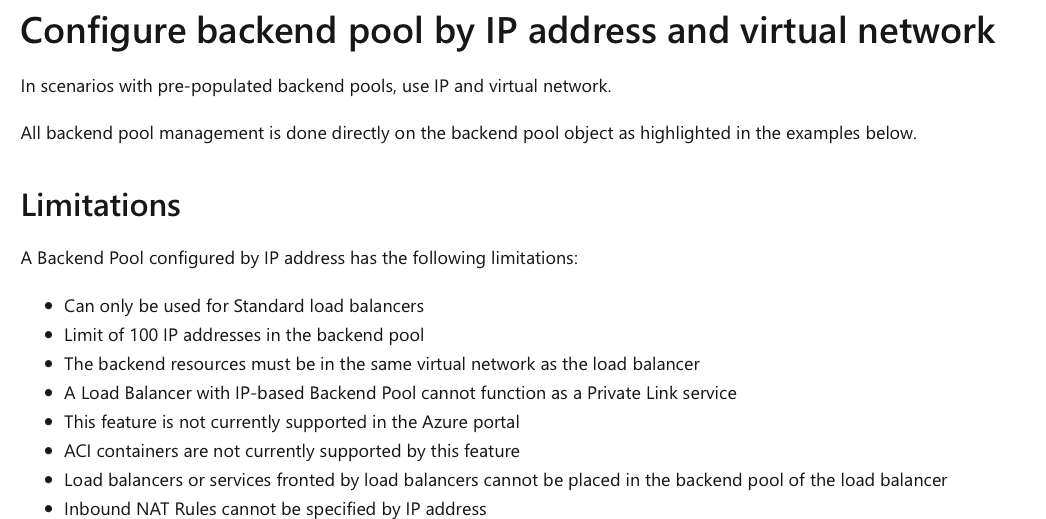 Configure backend pool by IP address and virtual network
In scenarios with pre-populated backend pools, use IP and virtual network.
All backend pool management is done directly on the backend pool object as highlighted in the examples below.
Limitations
A Backend Pool configured by IP address has the following limitations:
• Can only be used for Standard load balancers
• Limit of 100 IP addresses in the backend pool
• The backend resources must be in the same virtual network as the load balancer
• A Load Balancer with IP-based Backend Pool cannot function as a Private Link service
• This feature is not currently supported in the Azure portal
• ACI containers are not currently supported by this feature
• Load balancers or services fronted by load balancers cannot be placed in the backend pool of the load balancer
• Inbound NAT Rules cannot be specified by IP address